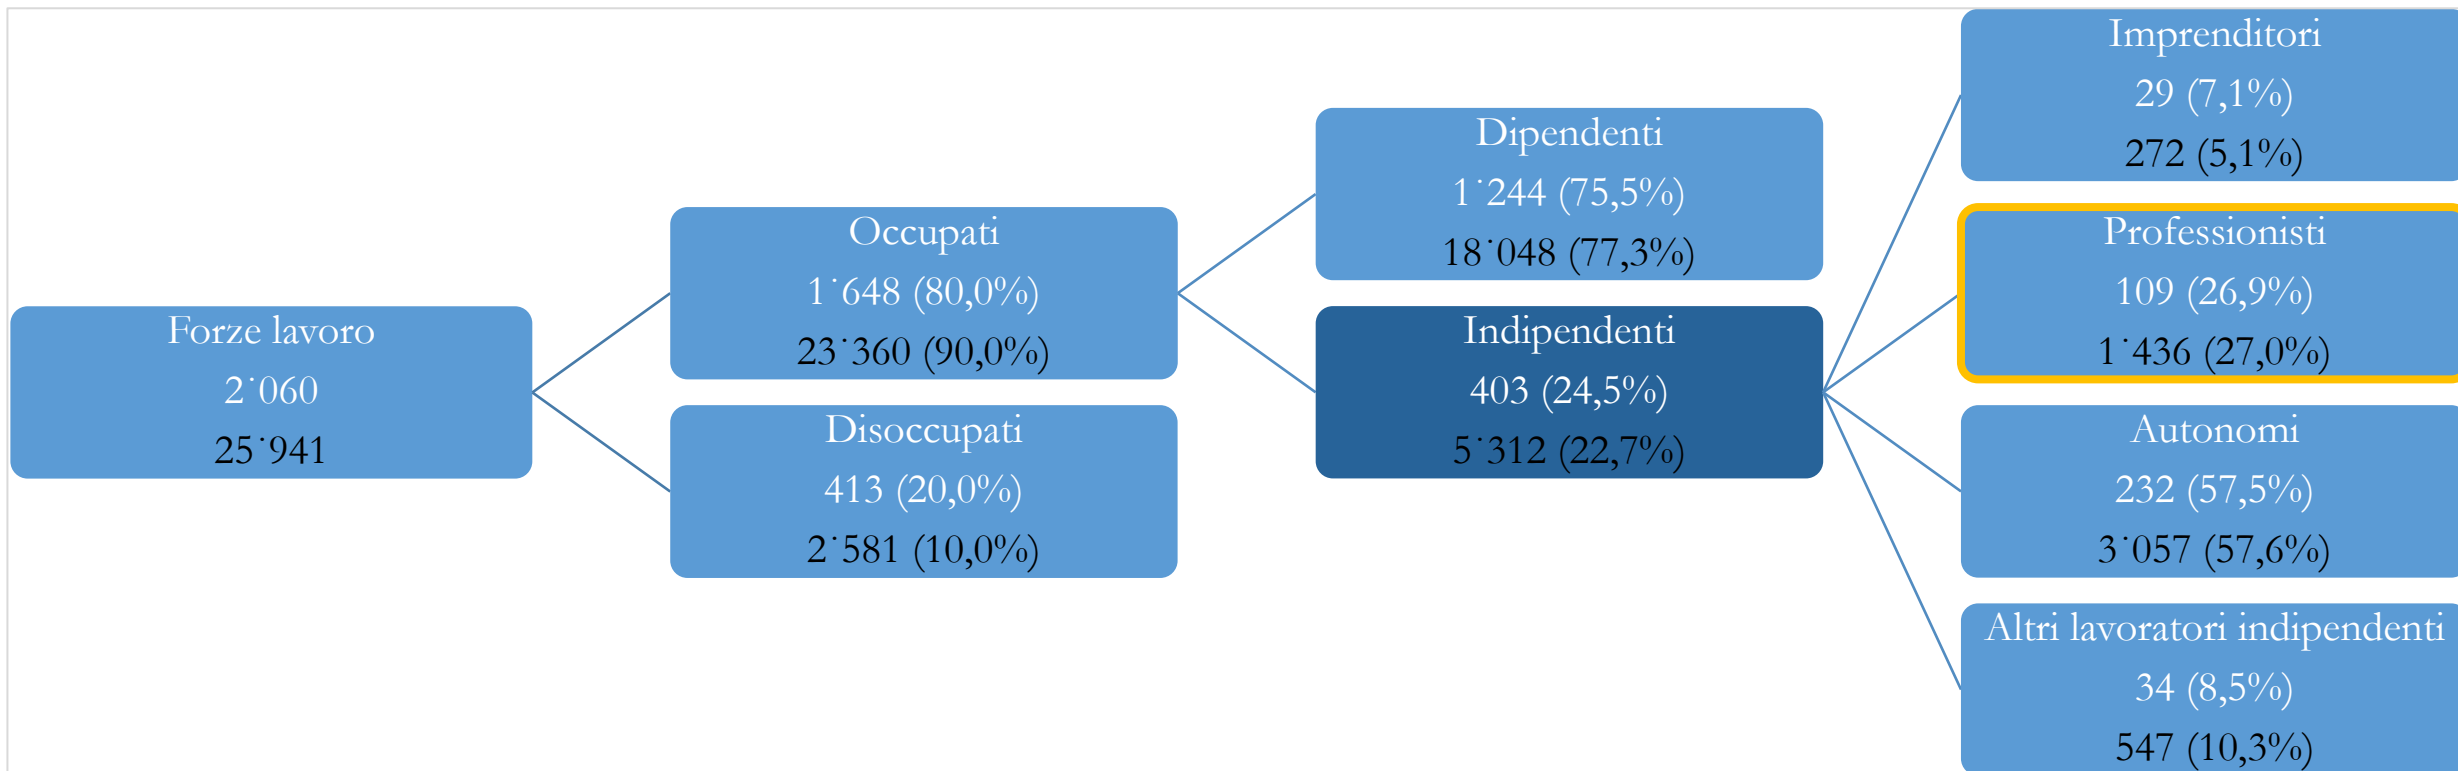 Forze lavoro
2˙060
25˙941
Occupati
1˙648 (80,0%)
23˙360 (90,0%)
Disoccupati
413 (20,0%)
2˙581 (10,0%)
Dipendenti
1˙244 (75,5%)
18˙048 (77,3%)
Indipendenti
403 (24,5%)
5˙312 (22,7%)
Imprenditori
29 (7,1%)
272 (5,1%)
Professionisti
109 (26,9%)
1˙436 (27,0%)
Autonomi
232 (57,5%)
3˙057 (57,6%)
Altri lavoratori indipendenti
34 (8,5%)
547 (10,3%)